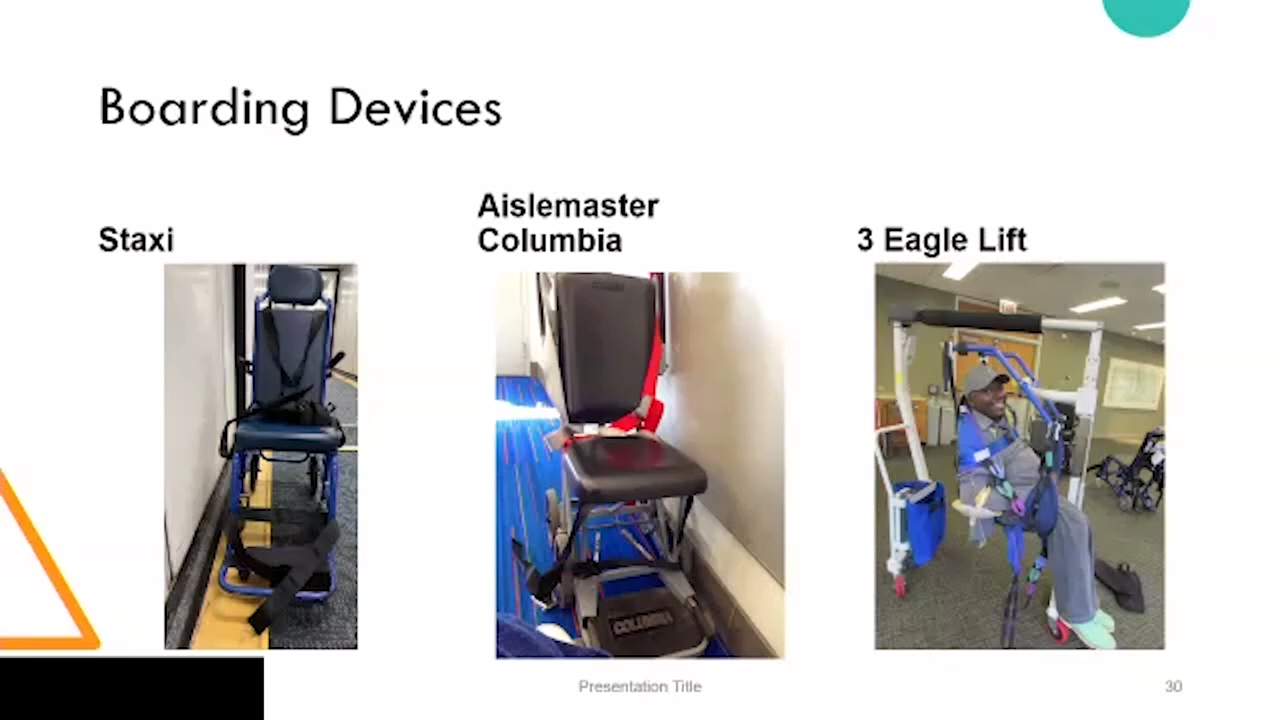 Boarding Devices
Staxi
Aislemaster
Columbia
3 Eagle Lift
COLUMBIA
Presentation Title
30